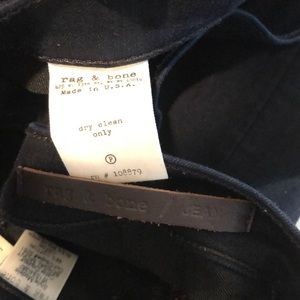 rag & bone
Made in U.S.A.
dry clean
only
P
RN # 108879
rag & bone / JEAN